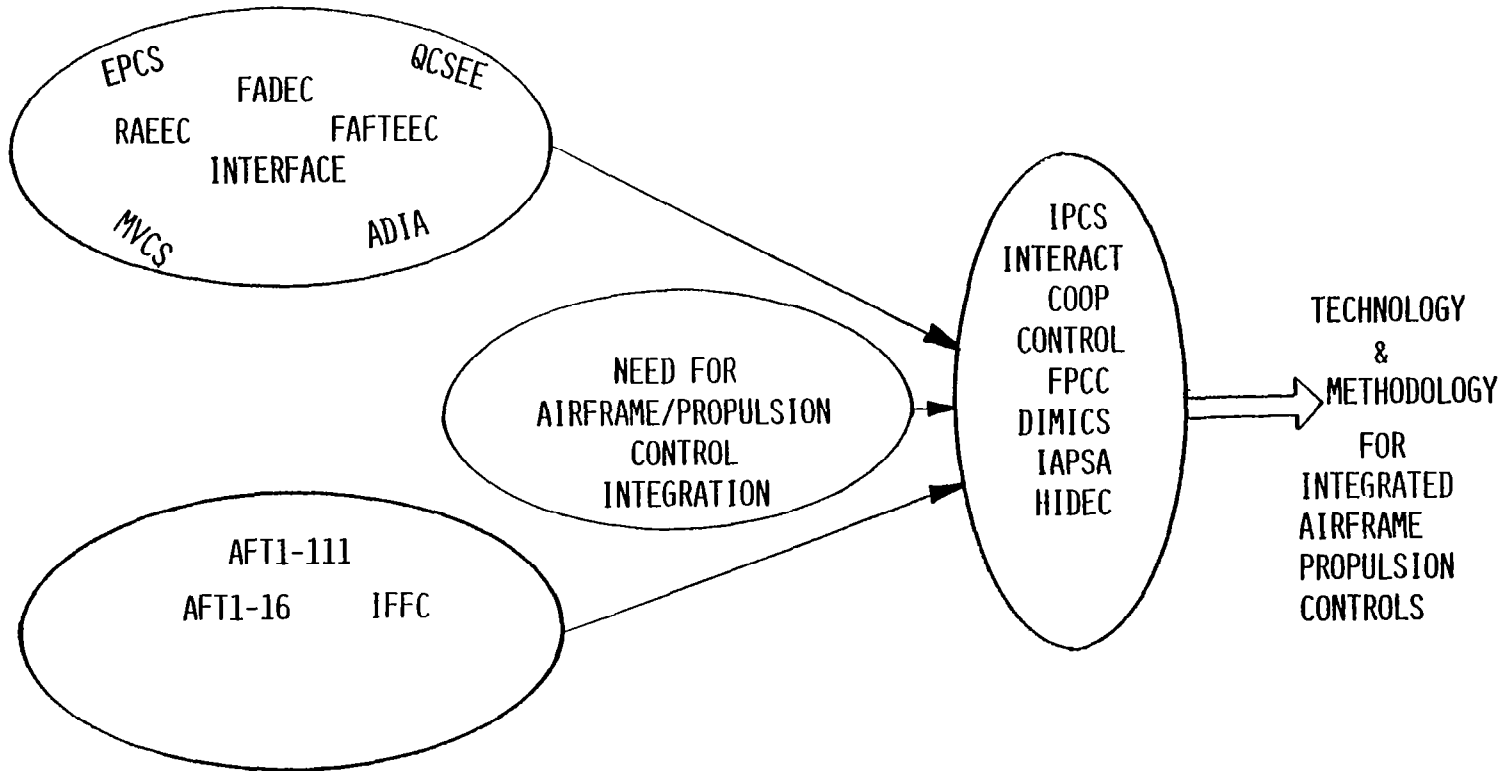 EPCS
QCSEE
FADEC
RAEEC
FAFTEEC
INTERFACE
MVCS
ADIA
NEED FOR
AIRFRAME/PROPULSION
CONTROL
INTEGRATION
AFT1-111
AFT1-16 IFFC
IPCS
INTERACT
COOP
CONTROL
FPCC
DIMICS
IAPSA
HIDEC
TECHNOLOGY
&
METHODOLOGY
FOR
INTEGRATED
AIRFRAME
PROPULSION
CONTROLS